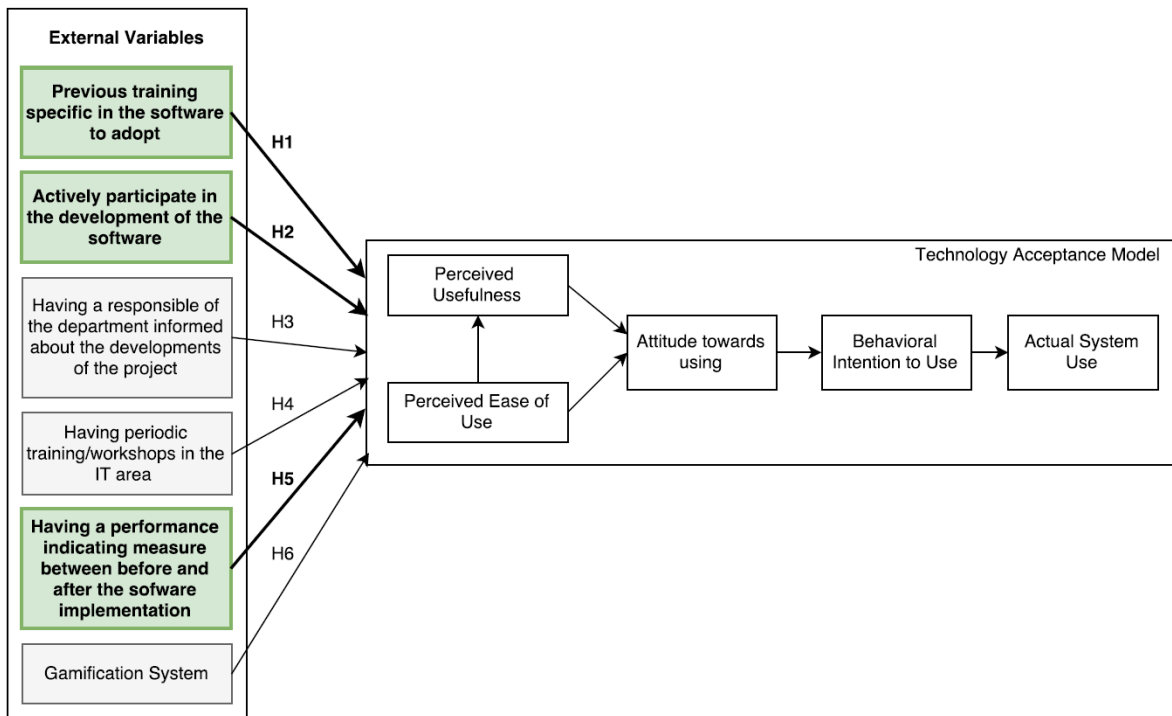 External Variables
Previous training
specific in the software
to adopt
H1
Actively participate in
the development of the
software
H2
Having a responsible of
the department informed
about the developments
of the project
H3
Having periodic
training/workshops in the
IT area
H4
Having a performance
indicating measure
between before and
after the sofware
implementation
H5
Gamification System
H6
Technology Acceptance Model
Perceived
Usefulness
Perceived Ease of
Use
Attitude towards
using
Behavioral
Intention to Use
Actual System
Use